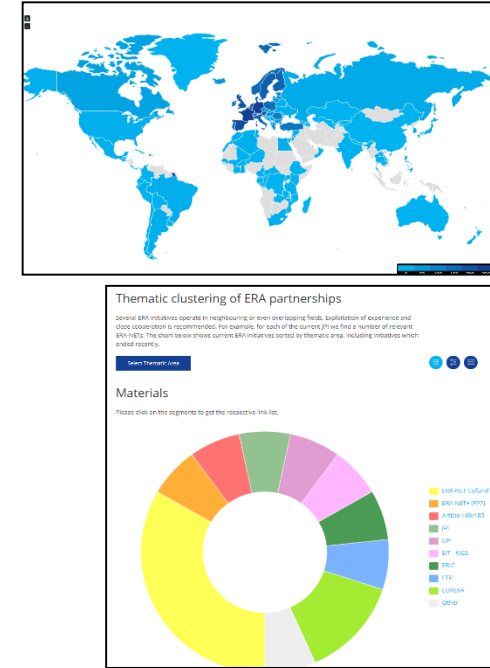 Thematic clustering of ERA partnerships
Several ERA initiatives operate in neighbouring or even overlapping fields. Exploitation of experience and
close cooperation is recommended. For example, for each of the current JPI we find a number of relevant
ERA-NETs. The chart below shows current ERA initiatives sorted by thematic area, including initiatives which
ended recently.
Select Thematic Area
Materials
Please click on the segments to get the respective link list.
ERA-NET Cofund
ERA-NET+ (FP7)
Article 169/185
JPI
EIP
EIT - KICS
ERIC
ETP
EUREKA
Other